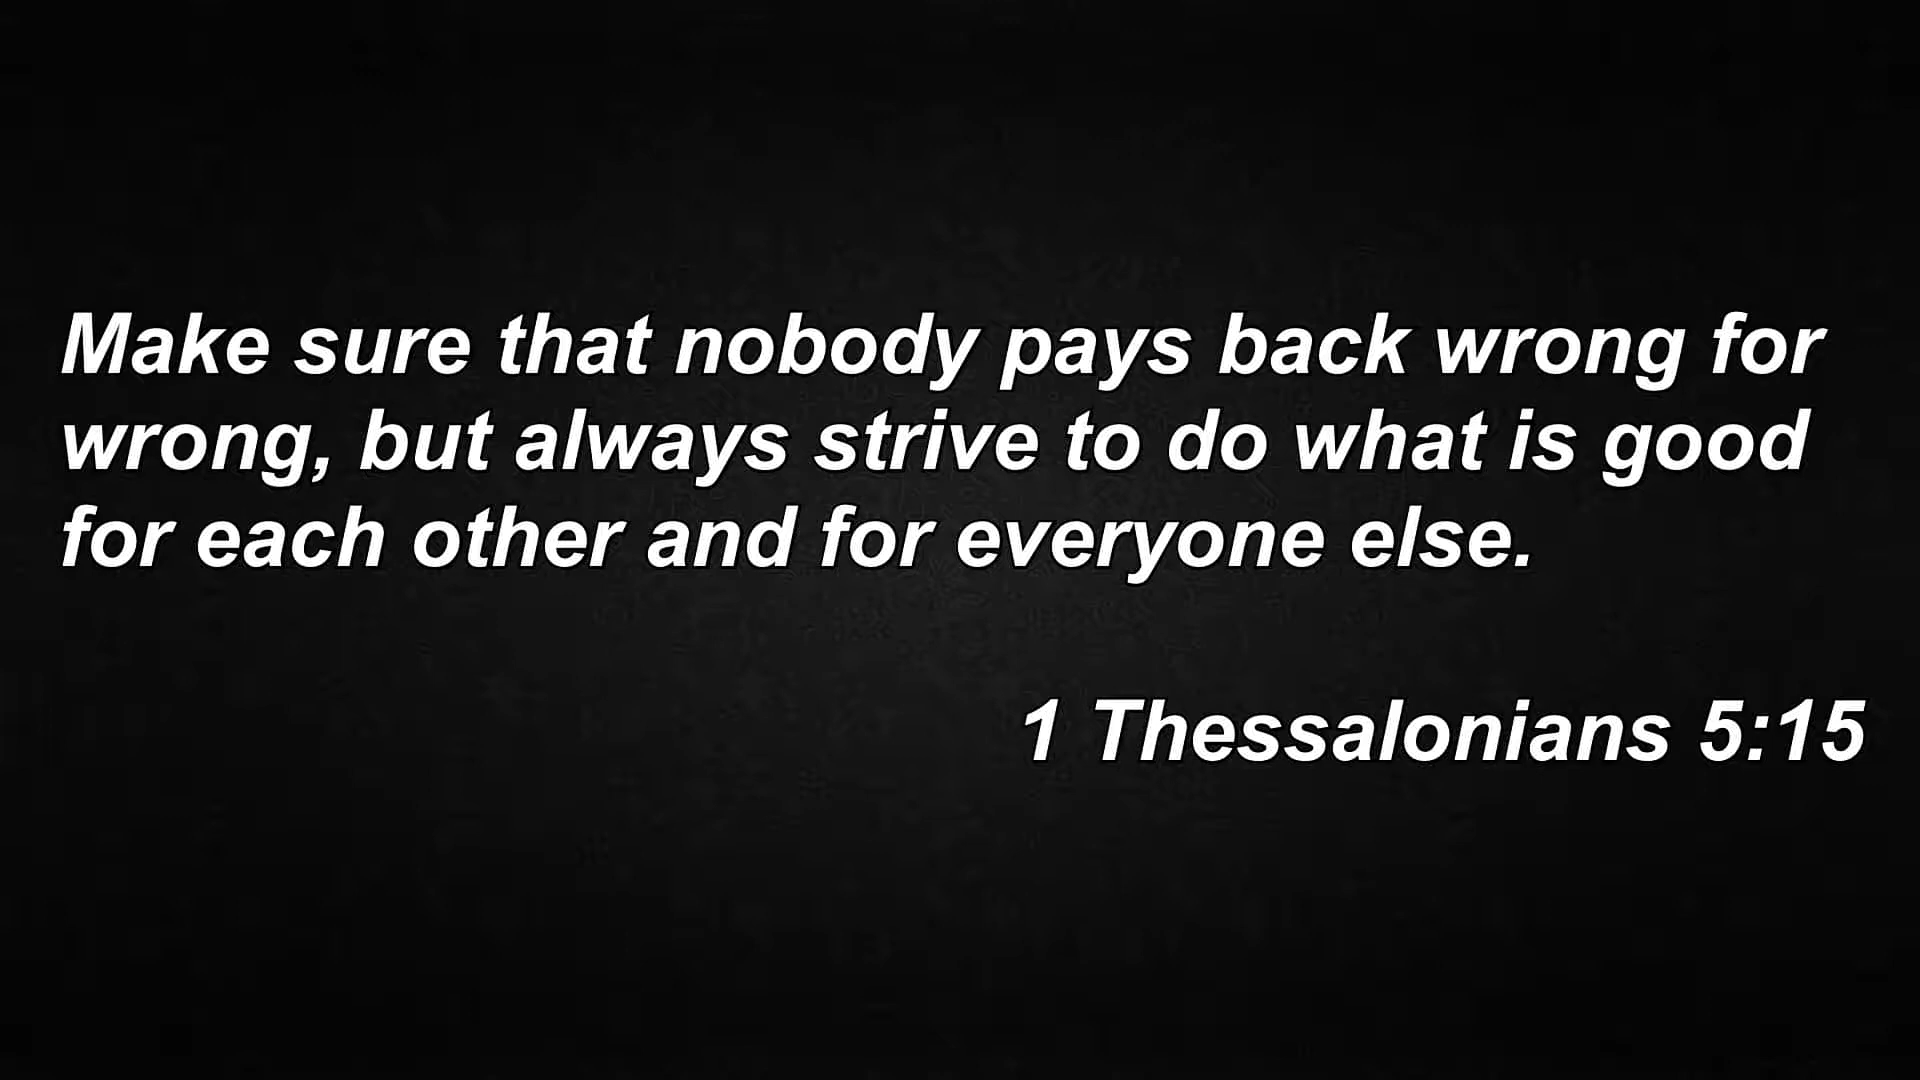 Make sure that nobody pays back wrong for
wrong, but always strive to do what is good
for each other and for everyone else.
1 Thessalonians 5:15